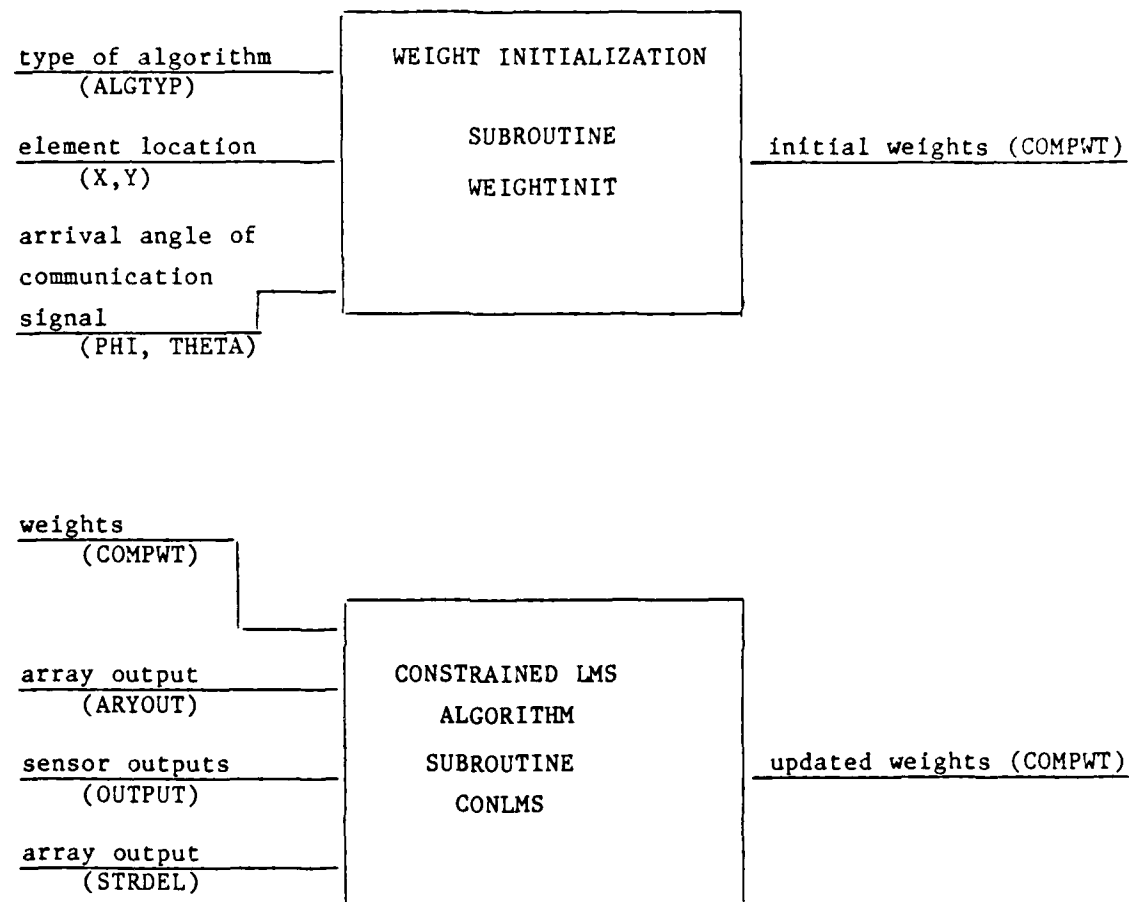 type of algorithm
(ALGTYP)
element location
(X,Y)
arrival angle of
communication
signal
(PHI, THETA)
WEIGHT INITIALIZATION
SUBROUTINE
WEIGHTINIT
initial weights (COMPWT)
weights
(COMPWT)
array output
(ARYOUT)
sensor outputs
(OUTPUT)
array output
(STRDEL)
CONSTRAINED LMS
ALGORITHM
SUBROUTINE
CONLMS
updated weights (COMPWT)